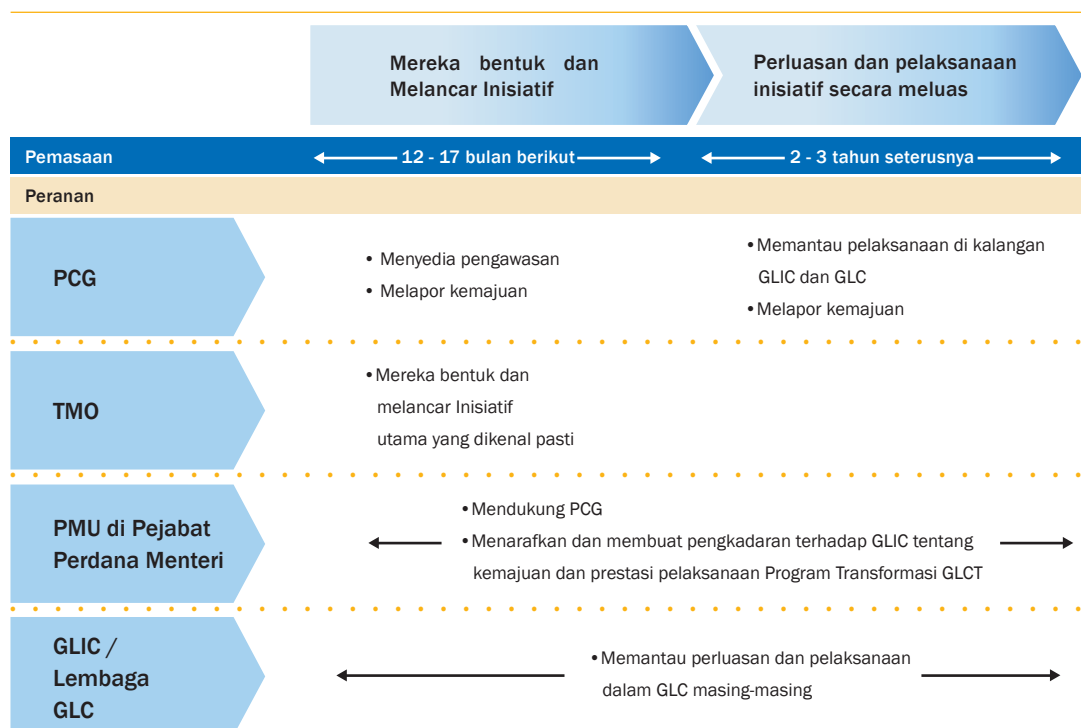 Mereka bentuk dan
Melancar Inisiatif
Perluasan dan pelaksanaan
inisiatif secara meluas
Pemasaan
12 - 17 bulan berikut
2 - 3 tahun seterusnya
Peranan
PCG
• Menyedia pengawasan
• Melapor kemajuan
• Memantau pelaksanaan di kalangan
GLIC dan GLC
• Melapor kemajuan
TMO
• Mereka bentuk dan
melancar Inisiatif
utama yang dikenal pasti
PMU di Pejabat
Perdana Menteri
• Mendukung PCG
• Menarafkan dan membuat pengkadaran terhadap GLIC tentang
kemajuan dan prestasi pelaksanaan Program Transformasi GLCT
GLIC /
Lembaga
GLC
• Memantau perluasan dan pelaksanaan
dalam GLC masing-masing